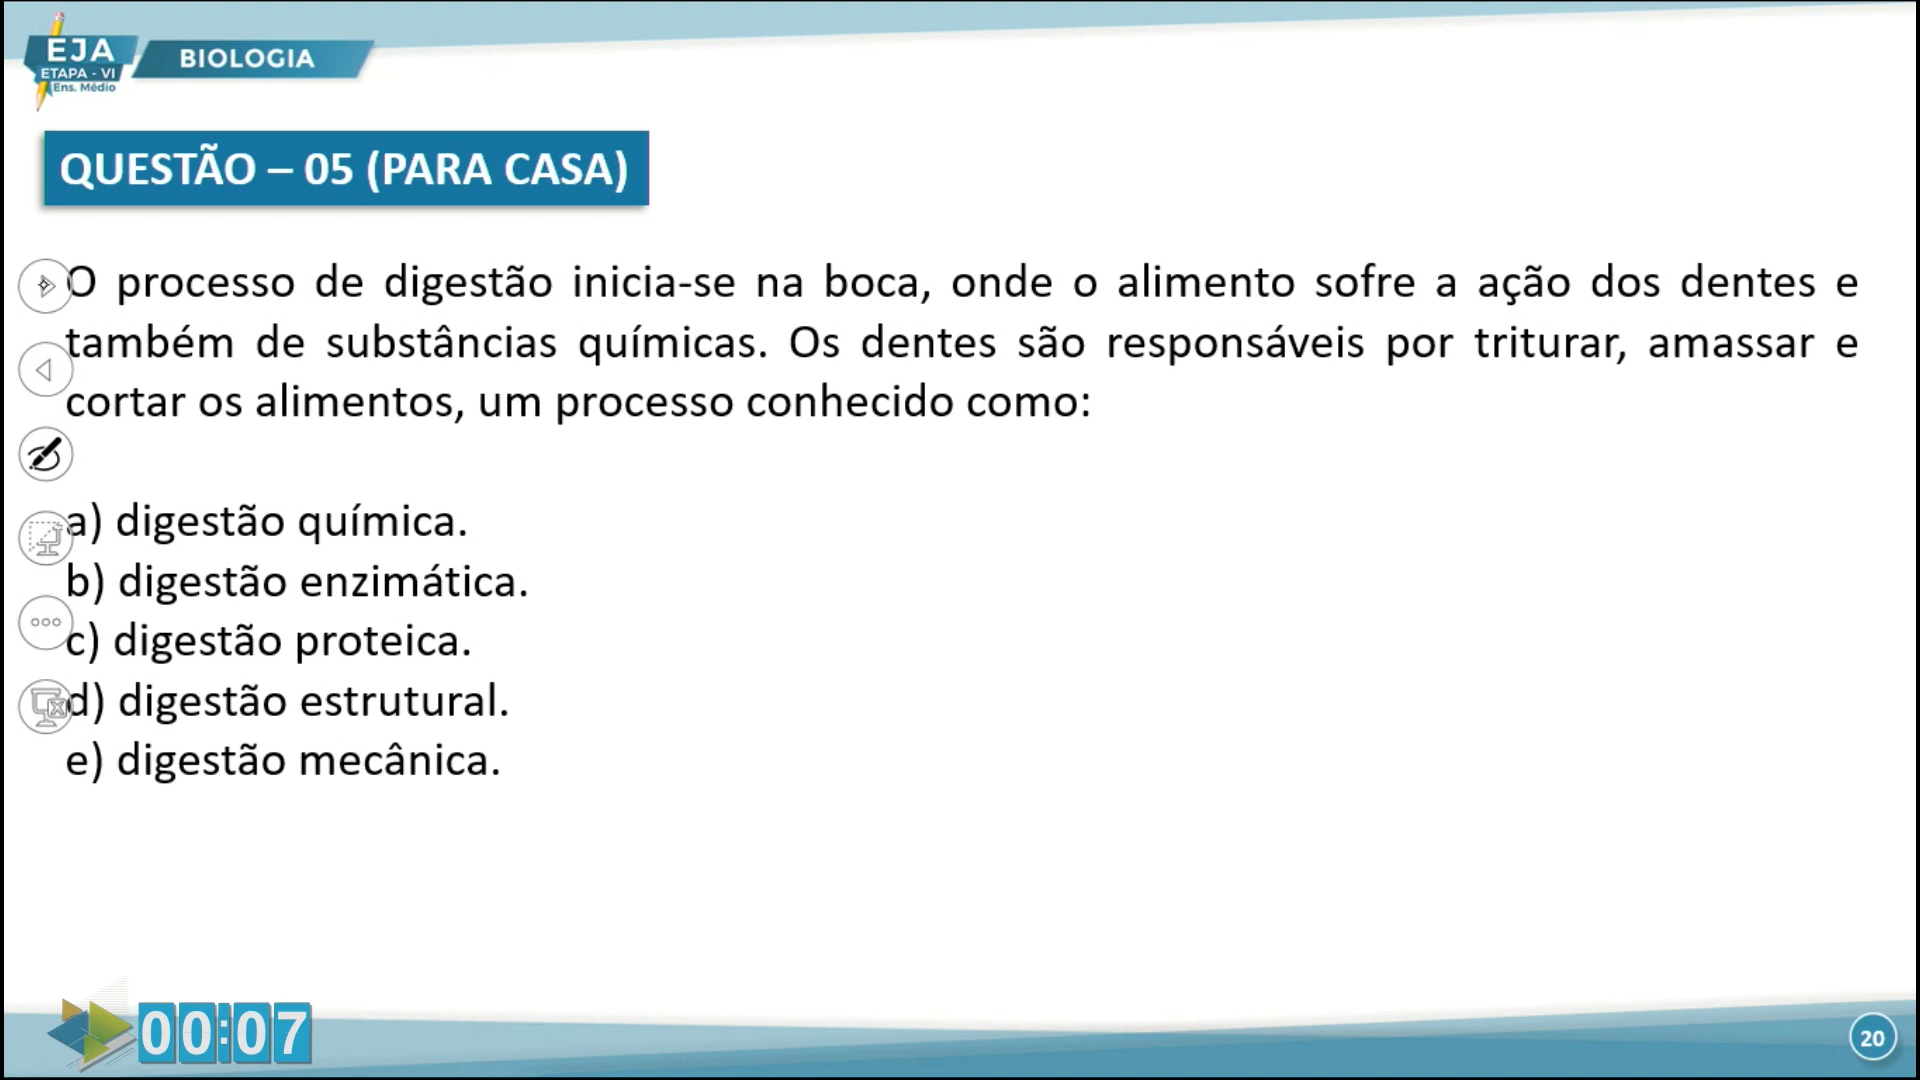 EJA
ETAPA - VI
Ens. Médio
BIOLOGIA
QUESTÃO – 05 (PARA CASA)
O processo de digestão inicia-se na boca, onde o alimento sofre a ação dos dentes e
também de substâncias químicas. Os dentes são responsáveis por triturar, amassar e
cortar os alimentos, um processo conhecido como:
a) digestão química.
b) digestão enzimática.
c) digestão proteica.
d) digestão estrutural.
e) digestão mecânica.
00:07
20